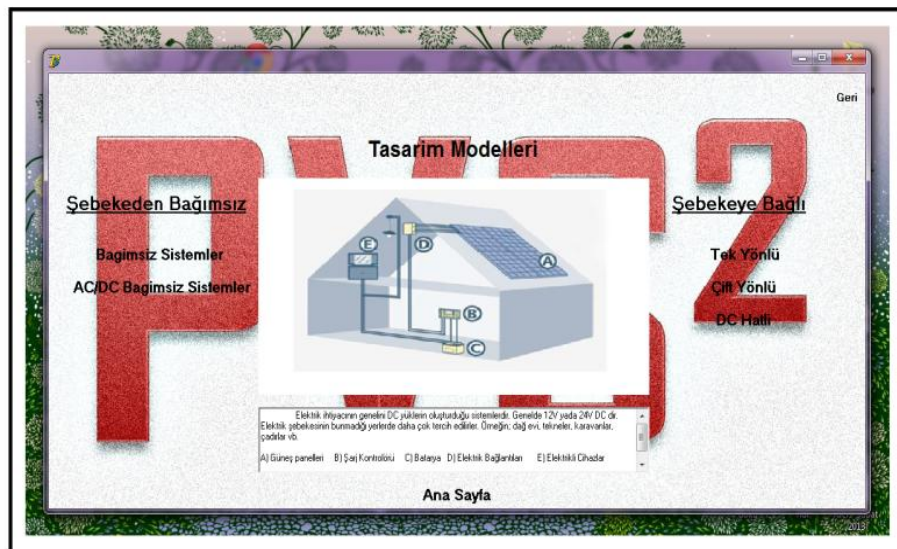 Geri
PVS2
Tasarim Modelleri
Şebekeden Bağımsız
Şebekeye Bağlı
Bagimsiz Sistemler
Tek Yönlü
AC/DC Bagimsiz Sistemler
Çift Yönlü
DC Hatli
E
D
A
B
C
Elektrik ihtiyacının genelini DC yüklerin oluşturduğu sistemlerdir. Genelde 12V yada 24V DC dir.
Elektrik şebekesinin bunmadığı yerlerde daha çok tercih edilirler. Örneğin; dağ evi, tekneler, karavanlar,
çadırlar vb.
A) Güneş panelleri B) Şarj Kontrolörü C) Batarya D) Elektrik Bağlantıları E) Elektrikli Cihazlar
Ana Sayfa
2013